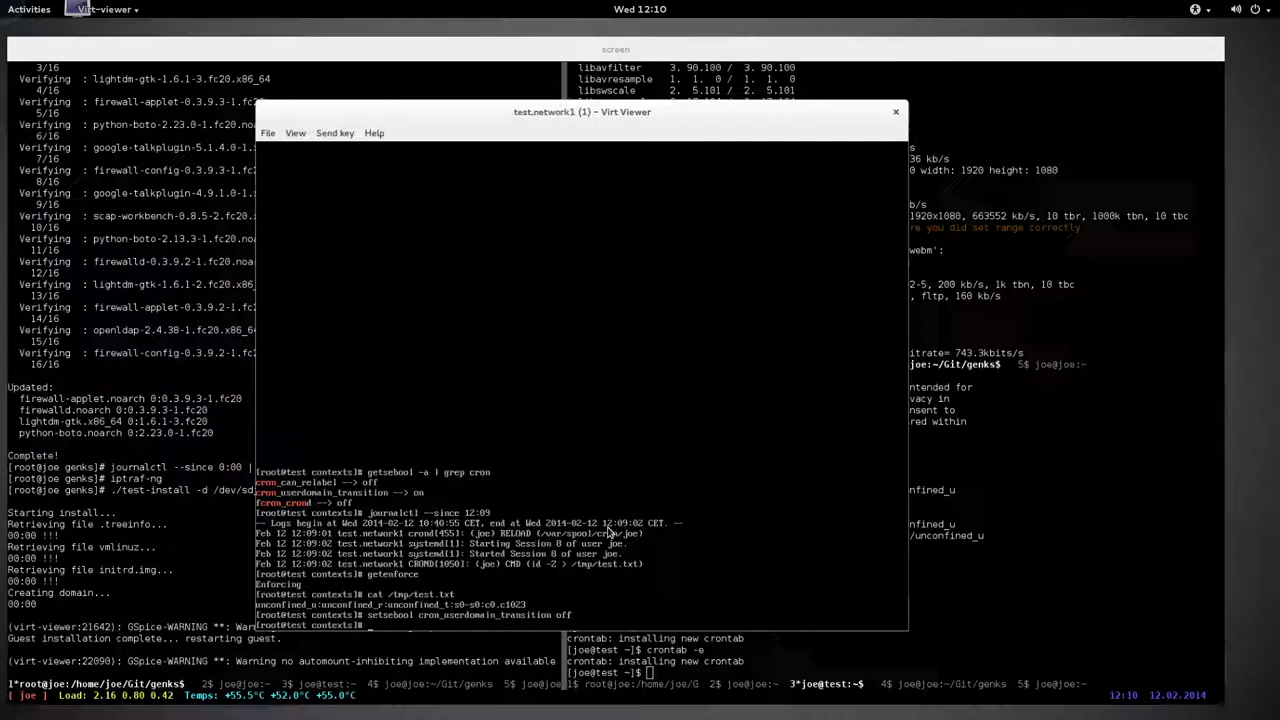 Activities
Virt-viewer
Wed 12:10
screen
3/16
Verifying : lightdm-gtk-1.6.1-3.fc20.x86_64
4/16
Verifying : firewall-applet-0.3.9.3-1.fc20.
5/16
Verifying : python-boto-2.23.0-1.fc20.noarc
6/16
Verifying : google-talkplugin-5.1.4.0-1.x86
7/16
Verifying : firewall-config-0.3.9.3-1.fc20.
8/16
Verifying : google-talkplugin-4.9.1.0-1.
9/16
Verifying : scap-workbench-0.8.5-2.fc20.
10/16
Verifying : python-boto-2.13.3-1.fc20.no
11/16
Verifying : firewalld-0.3.9.2-1.fc20.noa
12/16
Verifying : lightdm-gtk-1.6.1-2.fc20.x86
13/16
Verifying : firewall-applet-0.3.9.2-1.fc
14/16
Verifying : openldap-2.4.38-1.fc20.x86_6
15/16
Verifying : firewall-config-0.3.9.2-1.fc
16/16
Updated:
firewall-applet.noarch 0:0.3.9.3-1.fc20
firewalld.noarch 0:0.3.9.3-1.fc20
lightdm-gtk.x86_64 0:1.6.1-3.fc20
python-boto.noarch 0:2.23.0-1.fc20
Complete!
[root@joe genks]# journalctl --since 0:00 |
[root@joe genks]# iptraf-ng
[root@joe genks]# ./test-install -d /dev/sd
Starting install...
Retrieving file .treeinfo...
00:00 !!!
Retrieving file vmlinuz...
00:00 !!!
Retrieving file initrd.img...
00:00 !!!
Creating domain...
00:00
(virt-viewer:21642): GSpice-WARNING **: War
Guest installation complete... restarting guest.
(virt-viewer:22090): GSpice-WARNING **: Warning no automount-inhibiting implementation available
1*root@joe:/home/joe/Git/genks$ 2$ joe@joe:~ 3$ joe@test:~ 4$ joe@joe:~/Git/genks 5$ joe@joe:~
[ joe ] Load: 2.16 0.80 0.42 Temps: +55.5°C +52.0°C +55.0°C
libavfilter 3. 90.100 / 3. 90.100
libavresample 1. 1. 0 / 1. 1. 0
libswscale 2. 5.101 / 2. 5.101
test.network1 (1) – Virt Viewer
File View Send key Help
[root@test contexts]# getsebool -a | grep cron
cron_can_relabel --> off
cron_userdomain_transition --> on
fcron_crond --> off
[root@test contexts]# journalctl --since 12:09
-- Logs begin at Wed 2014-02-12 10:40:55 CET, end at Wed 2014-02-12 12:09:02 CET. --
Feb 12 12:09:01 test.network1 crond[455]: (joe) RELOAD (/var/spool/cron/joe)
Feb 12 12:09:02 test.network1 systemd[1]: Starting Session 8 of user joe.
Feb 12 12:09:02 test.network1 systemd[1]: Started Session 8 of user joe.
Feb 12 12:09:02 test.network1 CROND[1050]: (joe) CMD (id -Z > /tmp/test.txt)
[root@test contexts]# getenforce
Enforcing
[root@test contexts]# cat /tmp/test.txt
unconfined_u:unconfined_r:unconfined_t:s0-s0:c0.c1023
[root@test contexts]# setsebool cron_userdomain_transition off
[root@test contexts]#
/s
36 kb/s
0 width: 1920 height: 1080
b/s
1920x1080, 663552 kb/s, 10 tbr, 1000k tbn, 10 tbc
re you did set range correctly
webm':
2-5, 200 kb/s, 1k tbn, 10 tbc
, fltp, 160 kb/s
bitrate= 743.3kbits/s
joe:~/Git/genks$ 5$ joe@joe:~
ntended for
vacy in
nsent to
ered within
nfined_u
nfined_u
e/unconfined_u
crontab: installing new crontab
[joe@test ~]$ crontab -e
crontab: installing new crontab
[joe@test ~]$
1$ root@joe:/home/joe/G 2$ joe@joe:~ 3*joe@test:~$ 4$ joe@joe:~/Git/genks 5$ joe@joe:~
12:10 12.02.2014